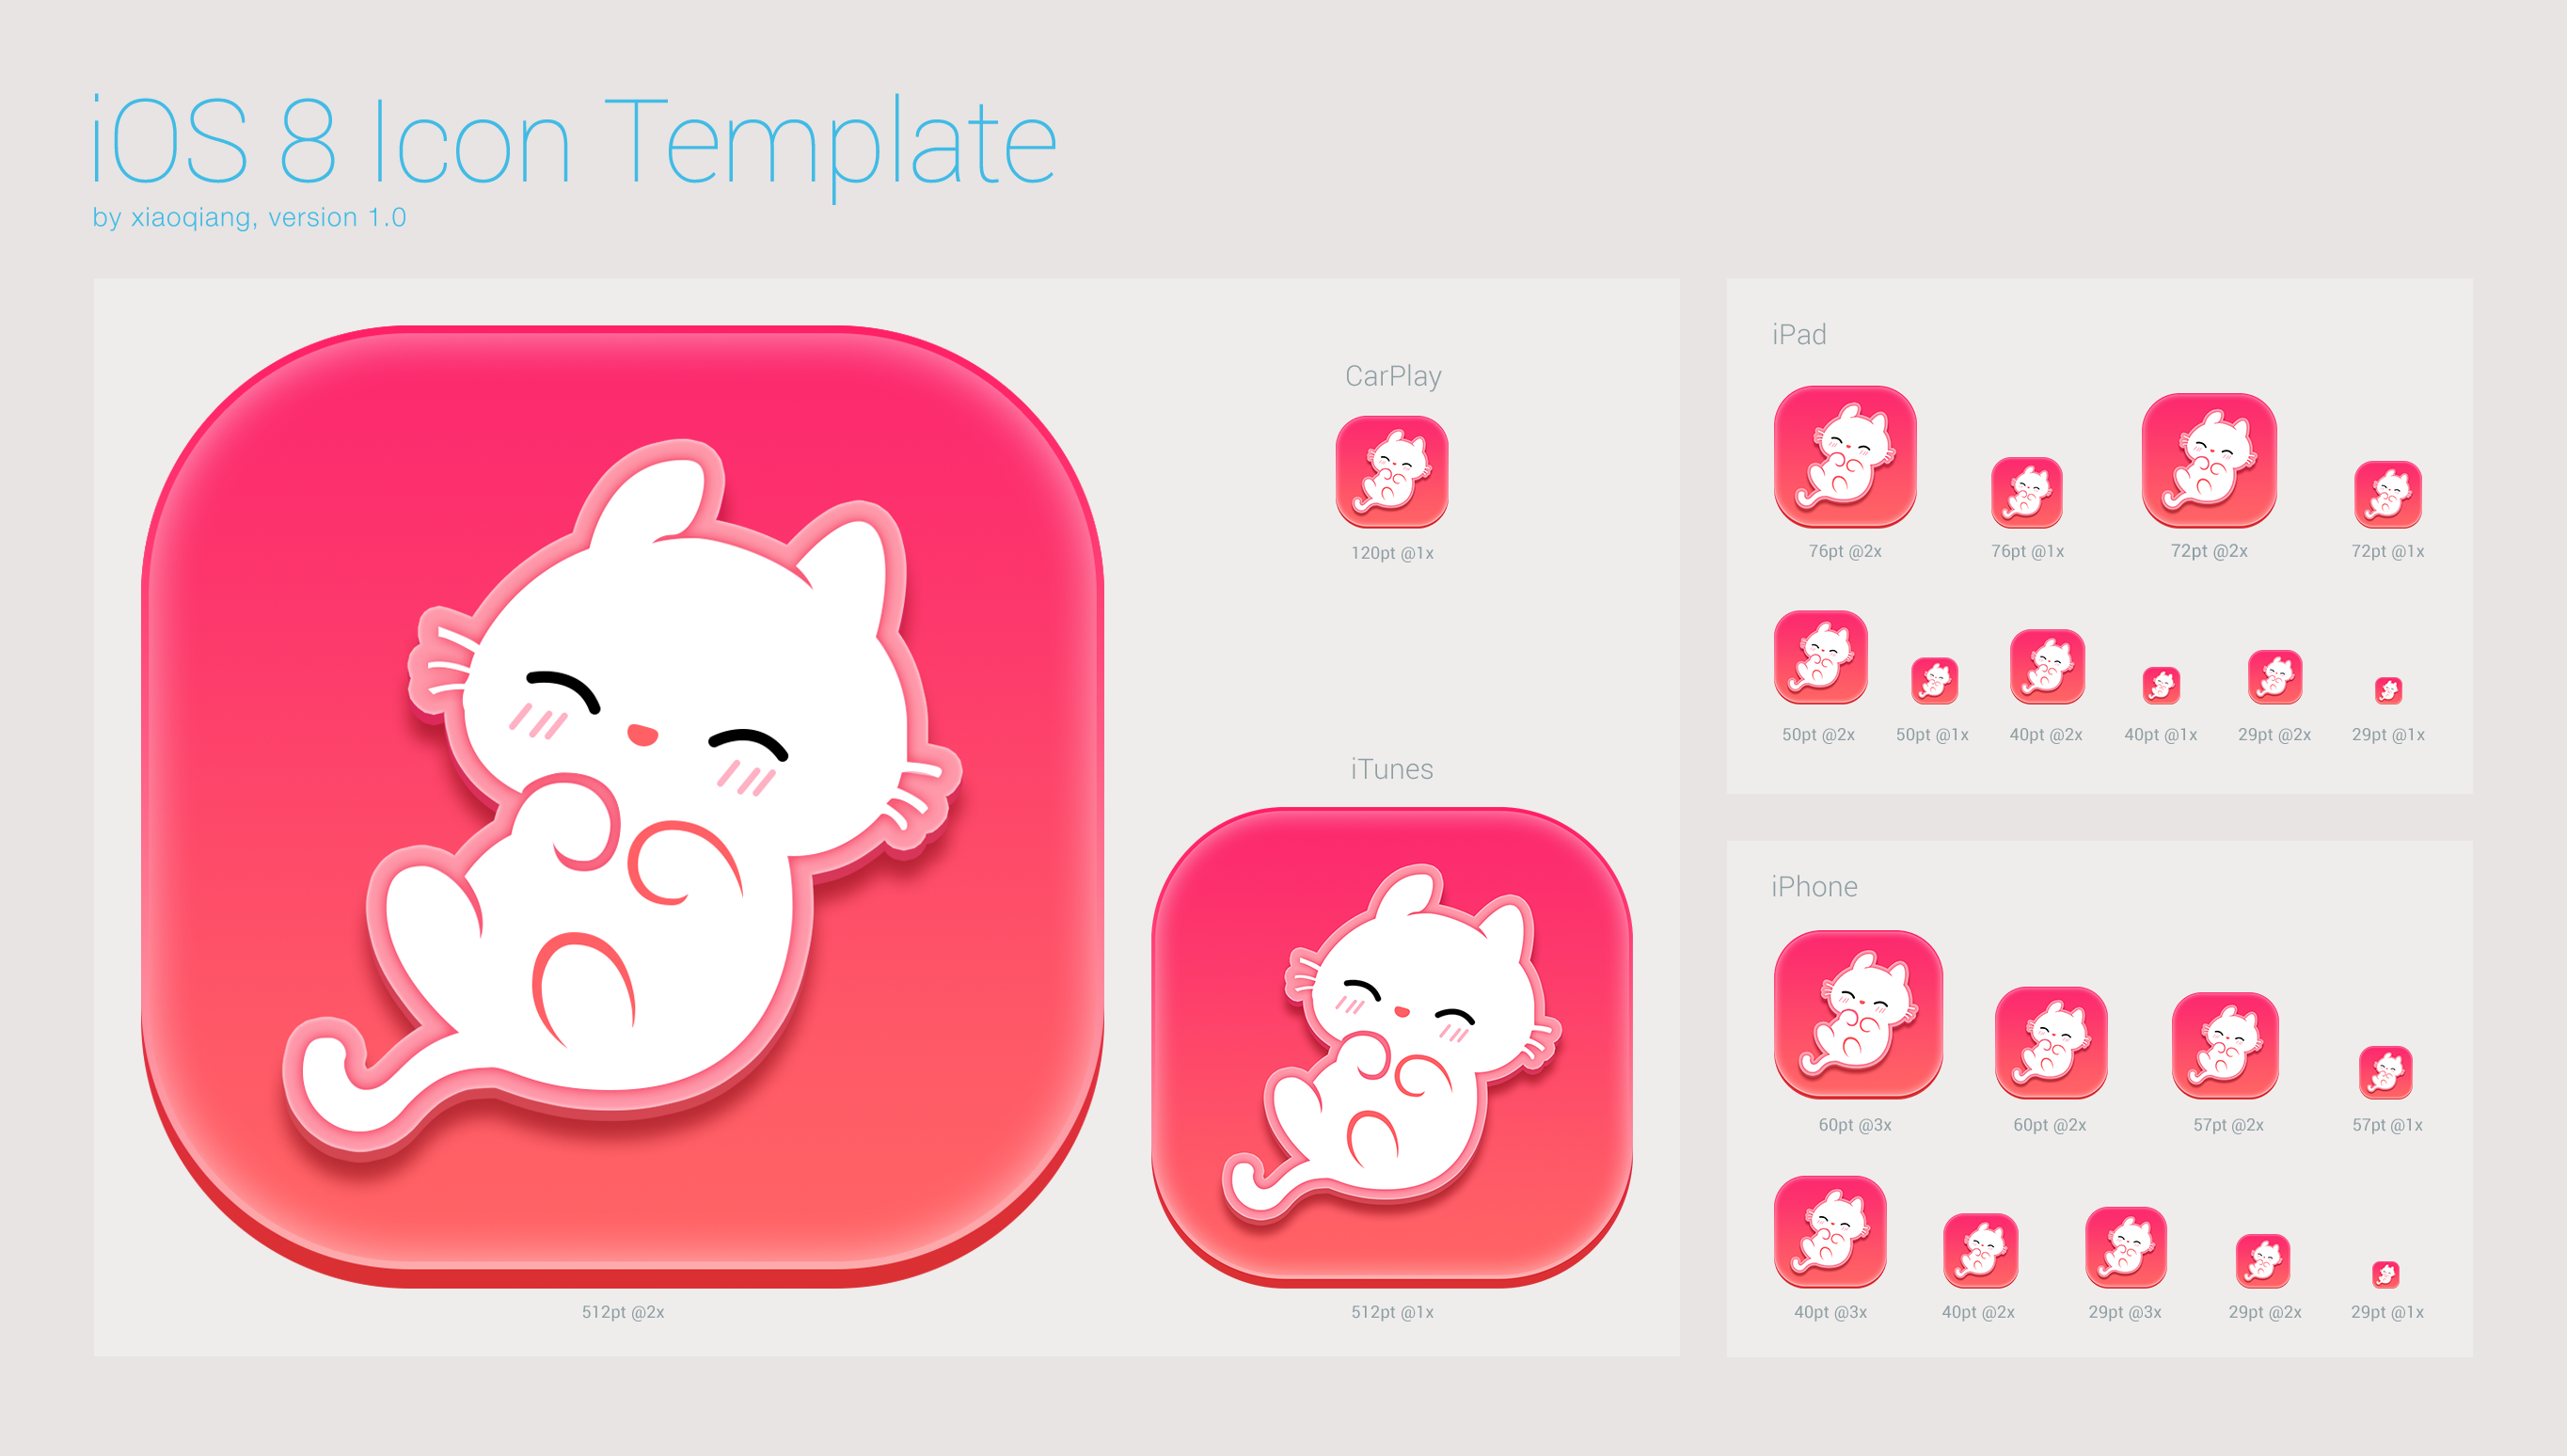 iOS 8 Icon Template
by xiaoqiang, version 1.0
CarPlay
120pt @1x
iTunes
512pt @2x
512pt @1x
iPad
76pt @2x
76pt @1x
72pt @2x
72pt @1x
50pt @2x
50pt @1x
40pt @2x
40pt @1x
29pt @2x
29pt @1x
iPhone
60pt @3x
60pt @2x
57pt @2x
57pt @1x
40pt @3x
40pt @2x
29pt @3x
29pt @2x
29pt @1x